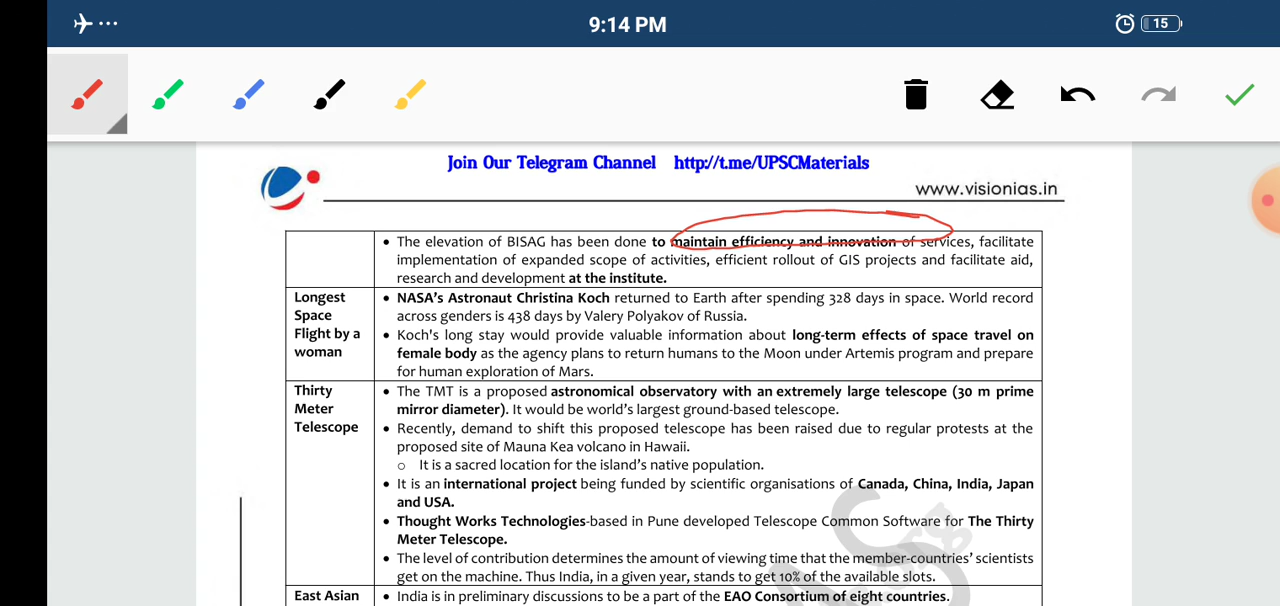 9:14 PM
15
Join Our Telegram Channel http://t.me/UPSCMaterials
www.visionias.in
• The elevation of BISAG has been done to maintain efficiency and innovation of services, facilitate
implementation of expanded scope of activities, efficient rollout of GIS projects and facilitate aid,
research and development at the institute.
Longest
Space
Flight by a
woman
• NASA's Astronaut Christina Koch returned to Earth after spending 328 days in space. World record
across genders is 438 days by Valery Polyakov of Russia.
• Koch's long stay would provide valuable information about long-term effects of space travel on
female body as the agency plans to return humans to the Moon under Artemis program and prepare
for human exploration of Mars.
Thirty
Meter
Telescope
• The TMT is a proposed astronomical observatory with an extremely large telescope (30 m prime
mirror diameter). It would be world's largest ground-based telescope.
• Recently, demand to shift this proposed telescope has been raised due to regular protests at the
proposed site of Mauna Kea volcano in Hawaii.
o It is a sacred location for the island's native population.
• It is an international project being funded by scientific organisations of Canada, China, India, Japan
and USA.
• Thought Works Technologies-based in Pune developed Telescope Common Software for The Thirty
Meter Telescope.
• The level of contribution determines the amount of viewing time that the member-countries' scientists
get on the machine. Thus India, in a given year, stands to get 10% of the available slots.
East Asian
• India is in preliminary discussions to be a part of the EAO Consortium of eight countries.